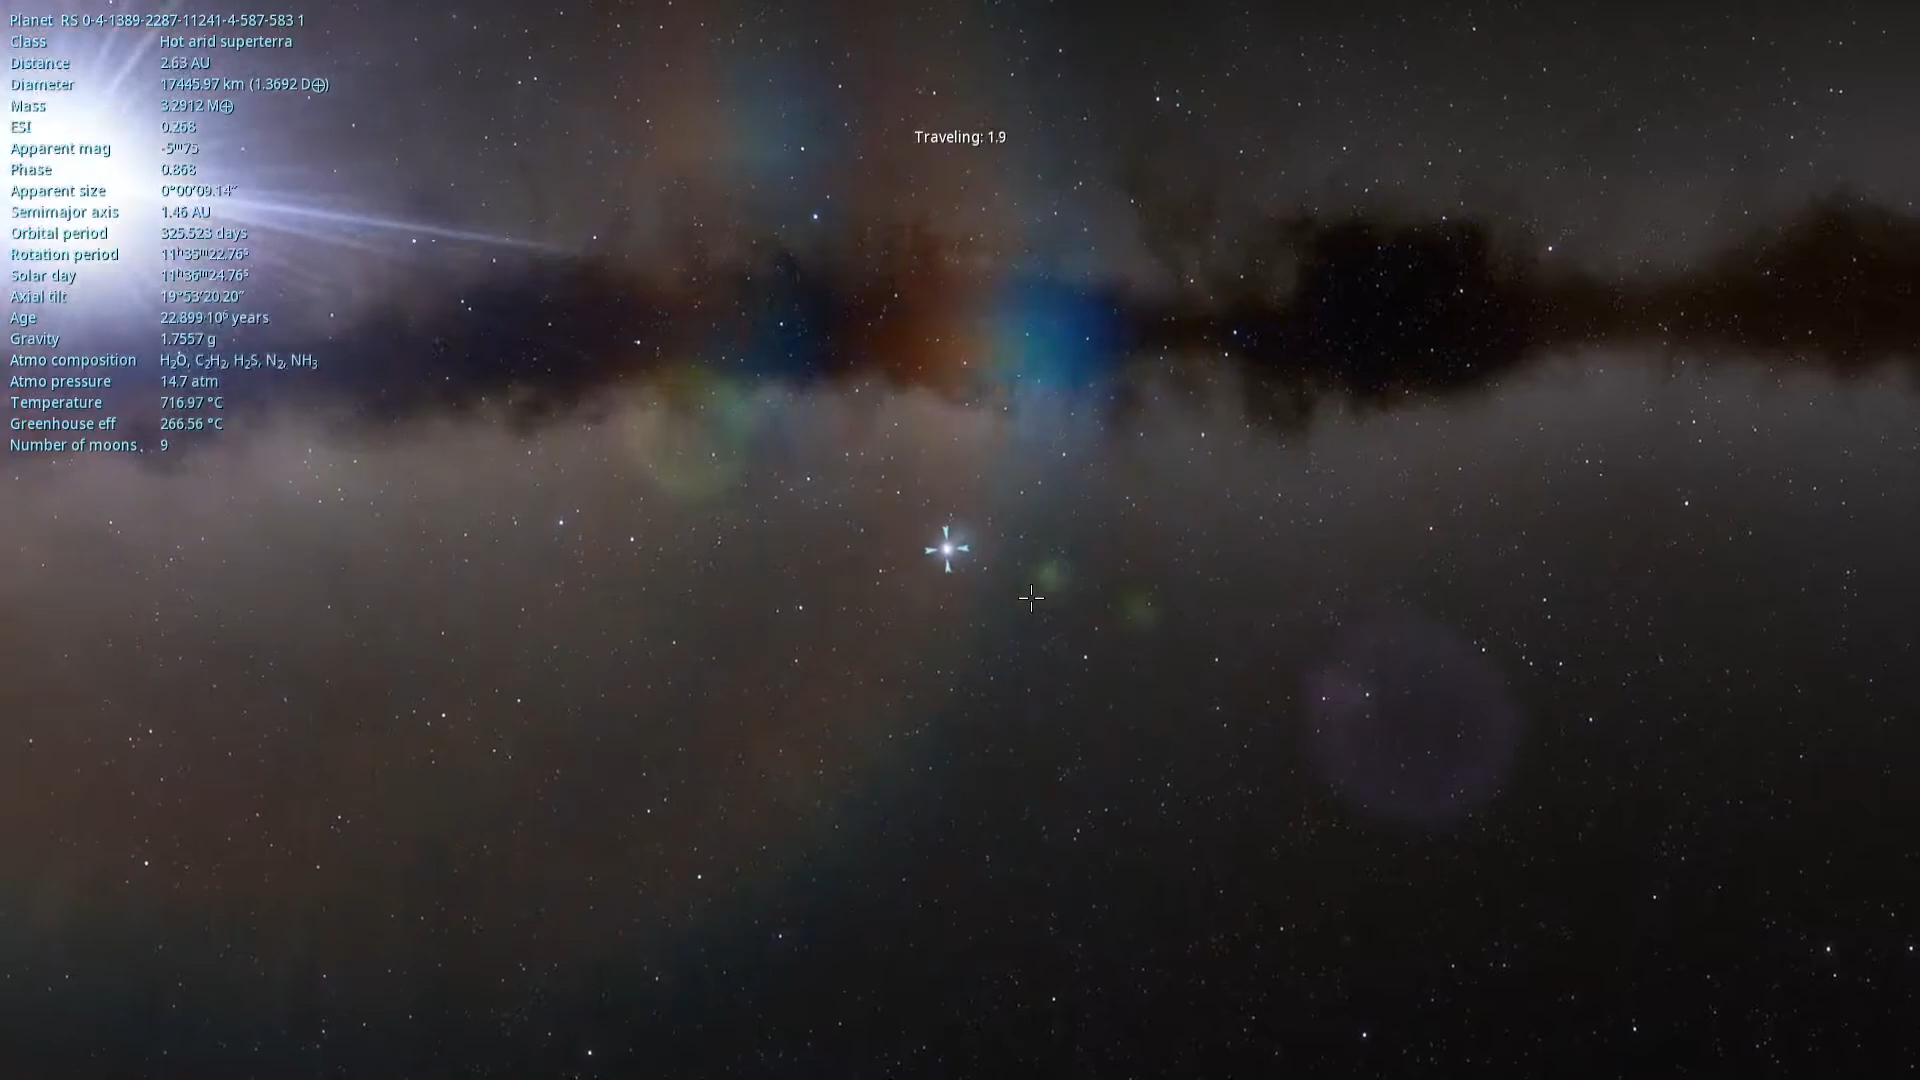 Planet RS 0-4-1389-2287-11241-4-587-583 1
Class Hot arid superterra
Distance 2.63 AU
Diameter 17445.97 km (1.3692 D⊕)
Mass 3.2912 M⊕
ESI 0.268
Apparent mag -5ᵐ75
Phase 0.868
Apparent size 0°00'09.14"
Semimajor axis 1.46 AU
Orbital period 325.523 days
Rotation period 11ʰ35ᵐ22.76ˢ
Solar day 11ʰ36ᵐ24.76ˢ
Axial tilt 19°53'20.20"
Age 22.899·10⁶ years
Gravity 1.7557 g
Atmo composition H₂O, C₂H₂, H₂S, N₂, NH₃
Atmo pressure 14.7 atm
Temperature 716.97 °C
Greenhouse eff 266.56 °C
Number of moons 9
Traveling: 1.9